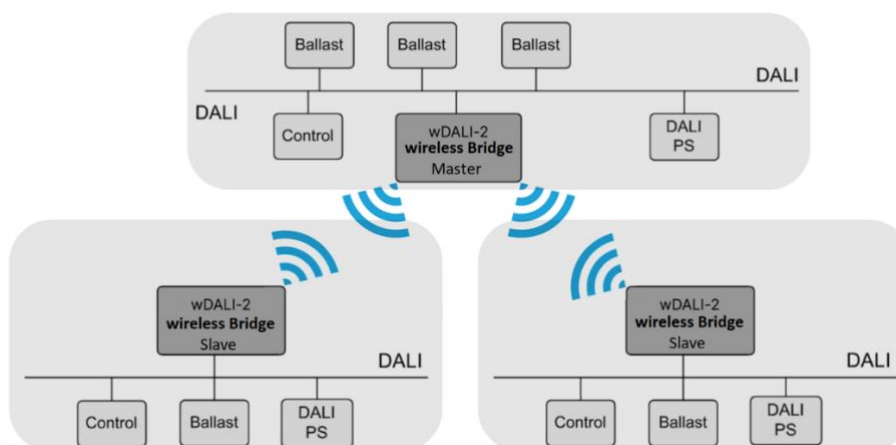 Ballast
Ballast
Ballast
DALI
DALI
Control
wDALI-2
wireless Bridge
Master
DALI
PS
wDALI-2
wireless Bridge
Slave
DALI
Control
Ballast
DALI
PS
wDALI-2
wireless Bridge
Slave
DALI
Control
Ballast
DALI
PS